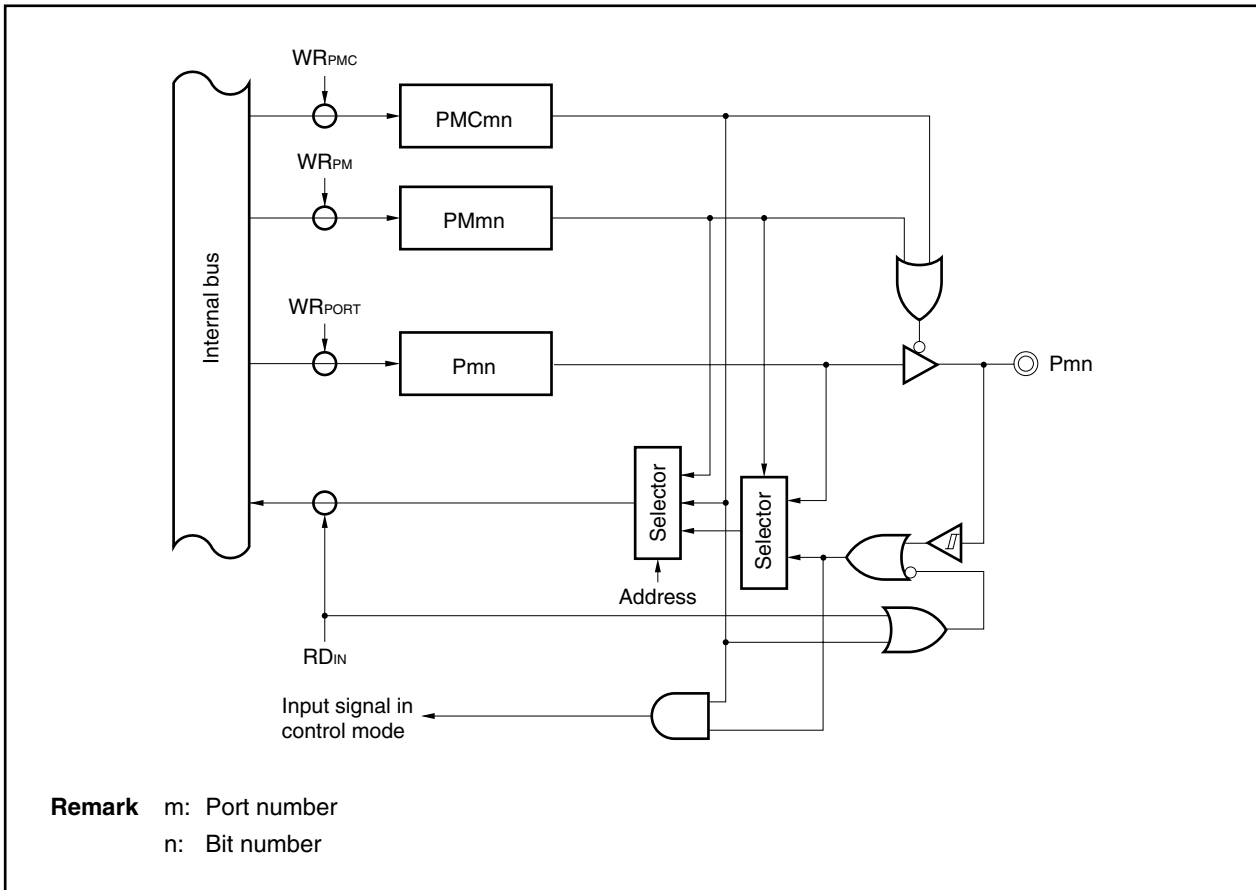 WRPMC
PMCmn
WRPM
PMmn
Internal bus
WRPORT
Pmn
Pmn
Selector
Selector
Address
RDIN
Input signal in
control mode
Remark m: Port number
n: Bit number